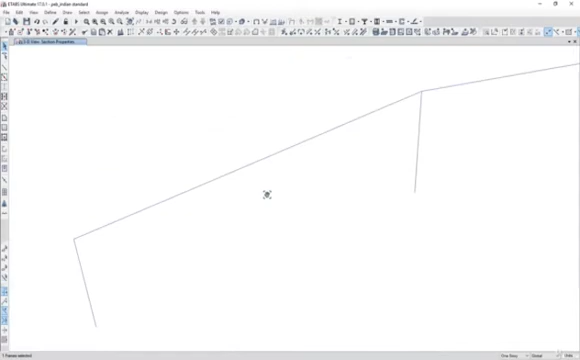 ETABS Ultimate 17.0.1 - peb_indian standard
File Edit View Define Draw Select Assign Analyze Display Design Options Tools Help
3-D View Section Properties
1 Frames selected
One Story
Global